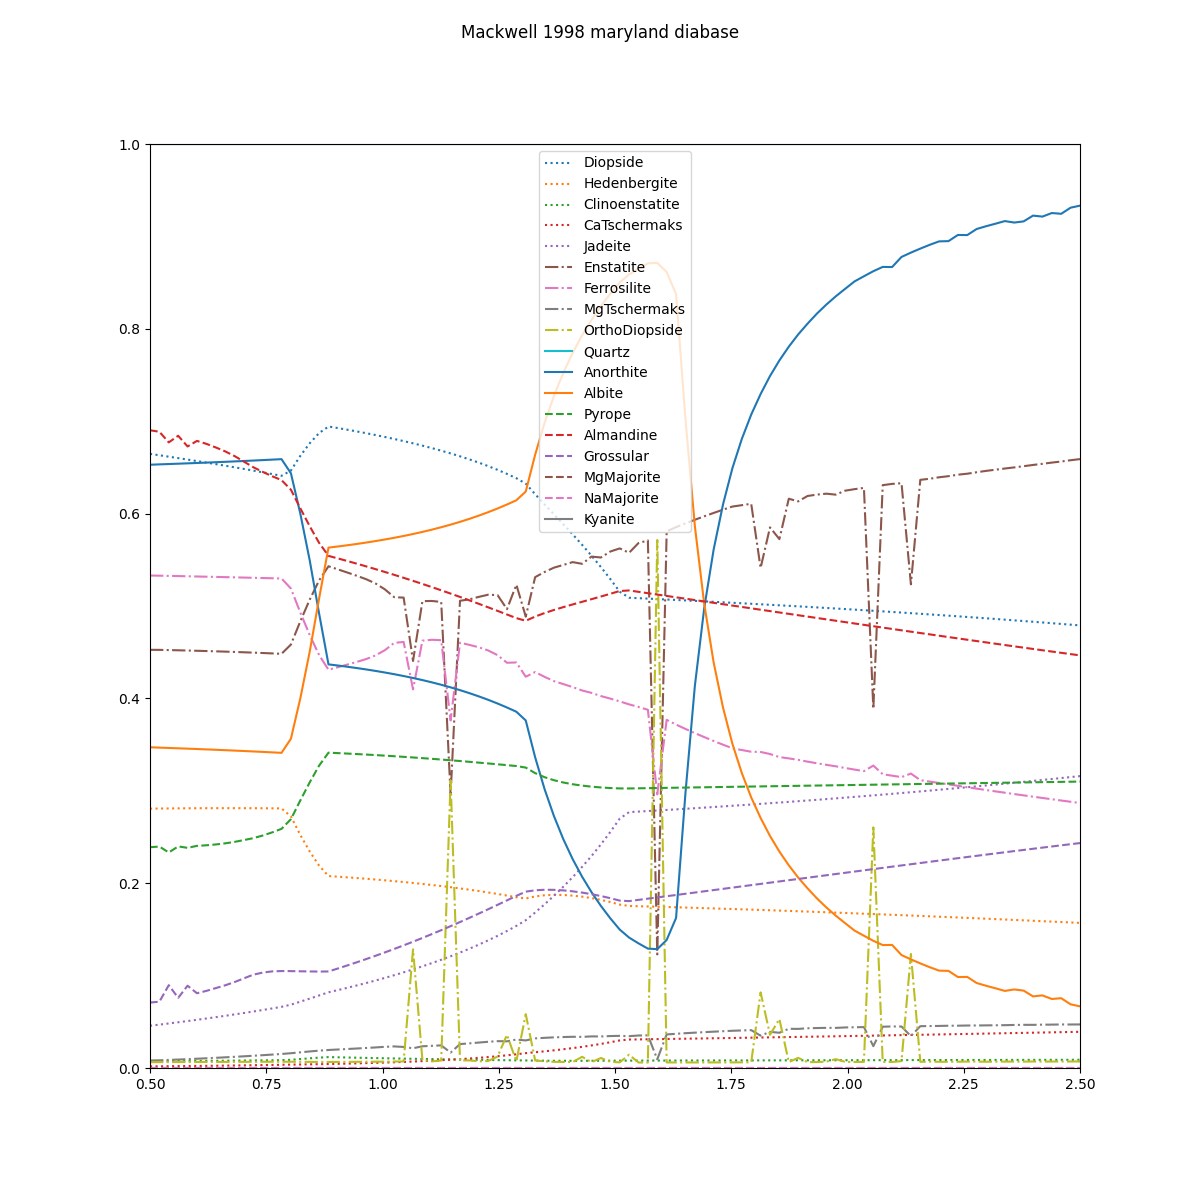 Mackwell 1998 maryland diabase
1.0
0.8
0.6
0.4
0.2
0.0
Diopside
Hedenbergite
Clinoenstatite
CaTschermaks
Jadeite
Enstatite
Ferrosilite
MgTschermaks
OrthoDiopside
Quartz
Anorthite
Albite
Pyrope
Almandine
Grossular
MgMajorite
NaMajorite
Kyanite
0.50 0.75 1.00 1.25 1.50 1.75 2.00 2.25 2.50